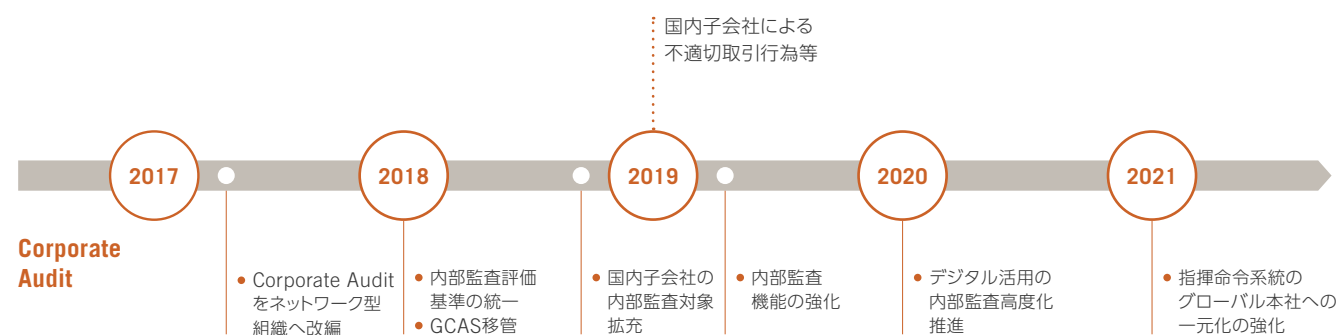 国内子会社による
不適切取引行為等
2017
2018
2019
2020
2021
Corporate
Audit
● Corporate Audit
をネットワーク型
組織へ改編
● 内部監査評価
基準の統一
● GCAS移管
● 国内子会社の
内部監査対象
拡充
● 内部監査
機能の強化
● デジタル活用の
内部監査高度化
推進
● 指揮命令系統の
グローバル本社への
一元化の強化